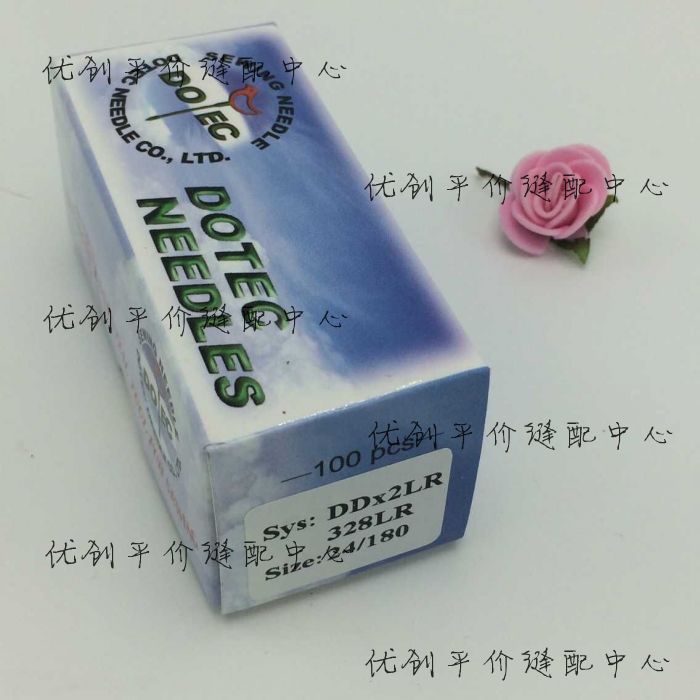 优创平价缝配中心
DOTEC SEWING NEEDLE
DOTEC
DOTEC NEEDLE CO., LTD.
优创平价缝配中心
DOTEC
NEEDLES
优创平价缝配中心
DOTEC
优创平价缝配中心
—100 pcs
Sys: DDx2LR
328LR
Size: 24/180
优创平价缝配中心
优创平价缝配中心